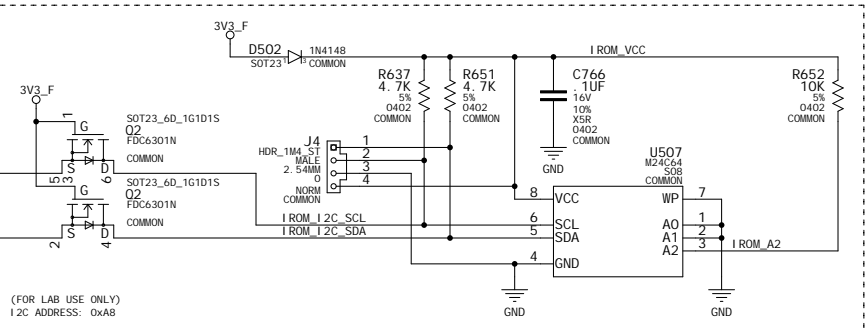 3V3_F
D502
1N4148
SOT23
1
3
COMMON
IROM_VCC
3V3_F
R637
4.7K
5%
0402
COMMON
R651
4.7K
5%
0402
COMMON
C766
.1UF
16V
10%
X5R
0402
COMMON
GND
R652
10K
5%
0402
COMMON
1
G
SOT23_6D_1G1D1S
Q2
FDC6301N
COMMON
S
D
5
3
6
J4
HDR_1M4_ST
MALE
2.54MM
0
NORM
COMMON
1
2
3
4
U507
M24C64
SO8
COMMON
8
VCC
WP
7
6
SCL
5
SDA
4
GND
A0
1
A1
2
A2
3
IROM_A2
G
SOT23_6D_1G1D1S
Q2
FDC6301N
COMMON
S
D
2
4
IROM_I2C_SCL
IROM_I2C_SDA
GND
GND
(FOR LAB USE ONLY)
I2C ADDRESS: 0xA8